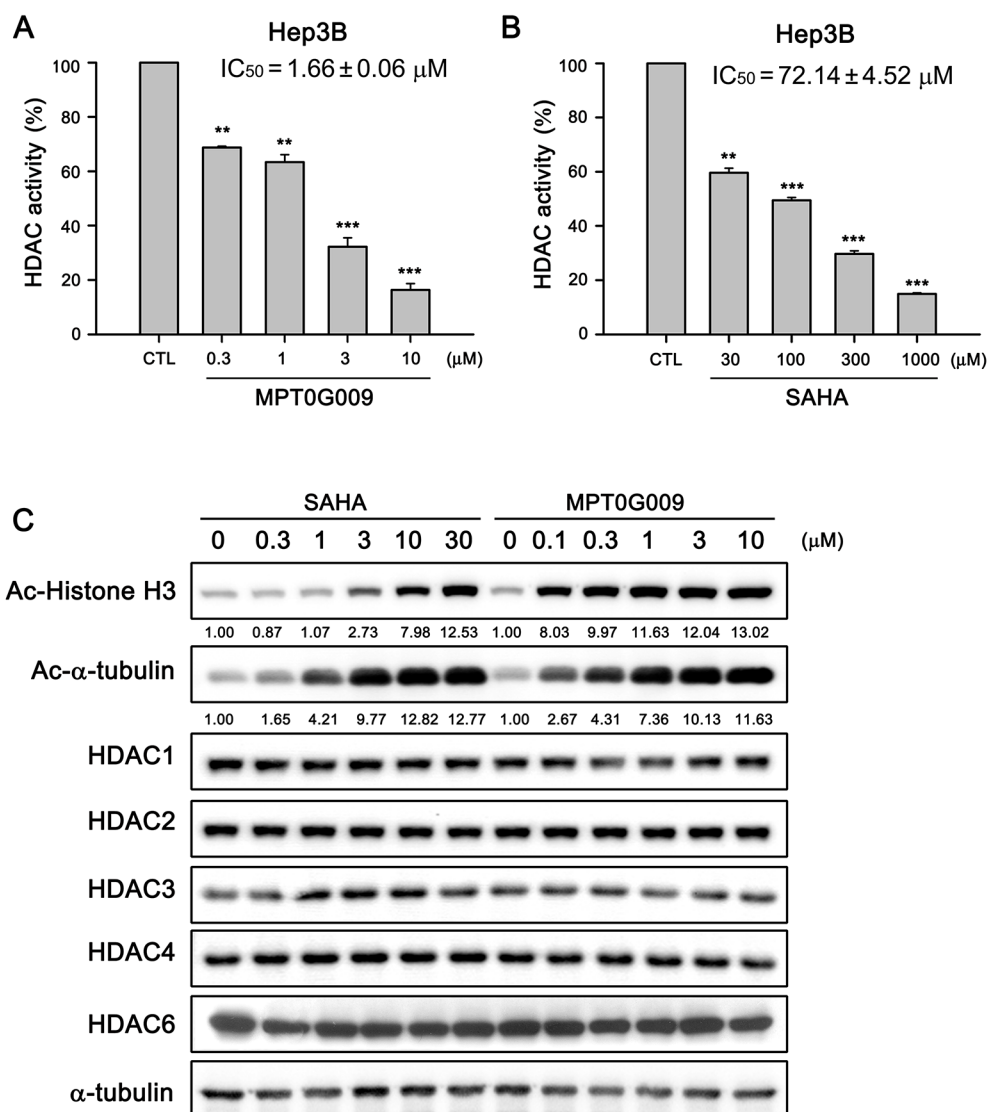 A
Hep3B
IC50 = 1.66 ± 0.06 μM
HDAC activity (%)
100
80
60
40
20
0
** ** *** ***
CTL 0.3 1 3 10 (μM)
MPT0G009
B
Hep3B
IC50 = 72.14 ± 4.52 μM
HDAC activity (%)
100
80
60
40
20
0
** *** *** ***
CTL 30 100 300 1000 (μM)
SAHA
C
SAHA MPT0G009
0 0.3 1 3 10 30 0 0.1 0.3 1 3 10 (μM)
Ac-Histone H3
1.00 0.87 1.07 2.73 7.98 12.53 1.00 8.03 9.97 11.63 12.04 13.02
Ac-α-tubulin
1.00 1.65 4.21 9.77 12.82 12.77 1.00 2.67 4.31 7.36 10.13 11.63
HDAC1
HDAC2
HDAC3
HDAC4
HDAC6
α-tubulin